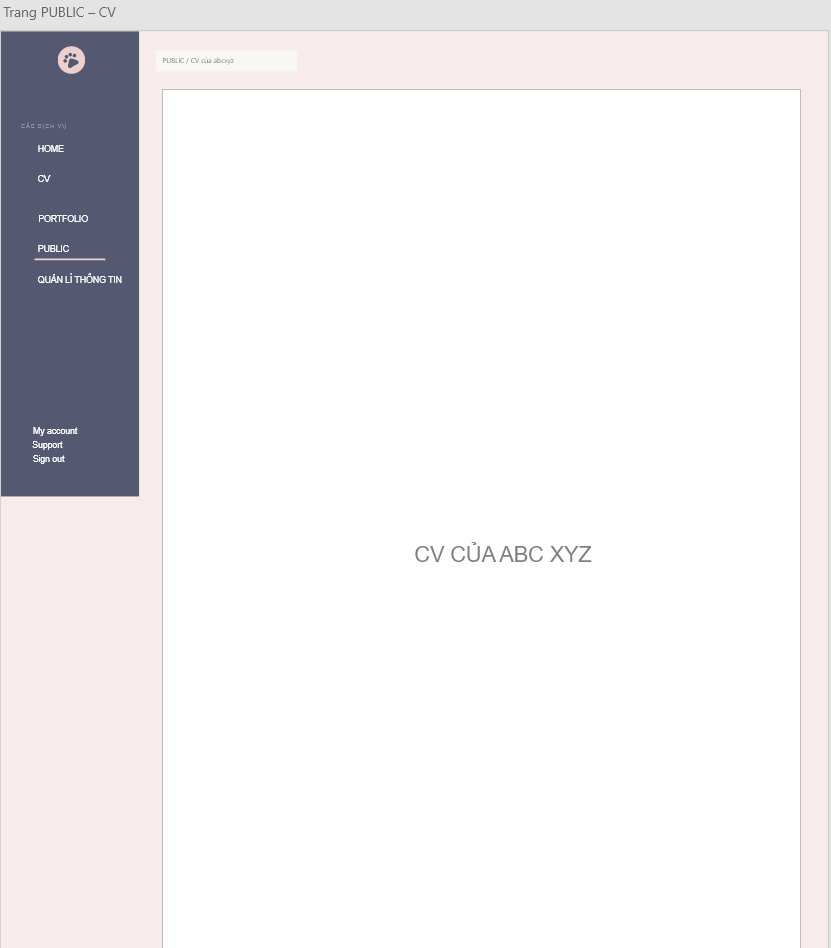 Trang PUBLIC – CV
PUBLIC / CV của abcxyz
CÁC DỊCH VỤ
HOME
CV
PORTFOLIO
PUBLIC
QUẢN LÍ THÔNG TIN
My account
Support
Sign out
CV CỦA ABC XYZ